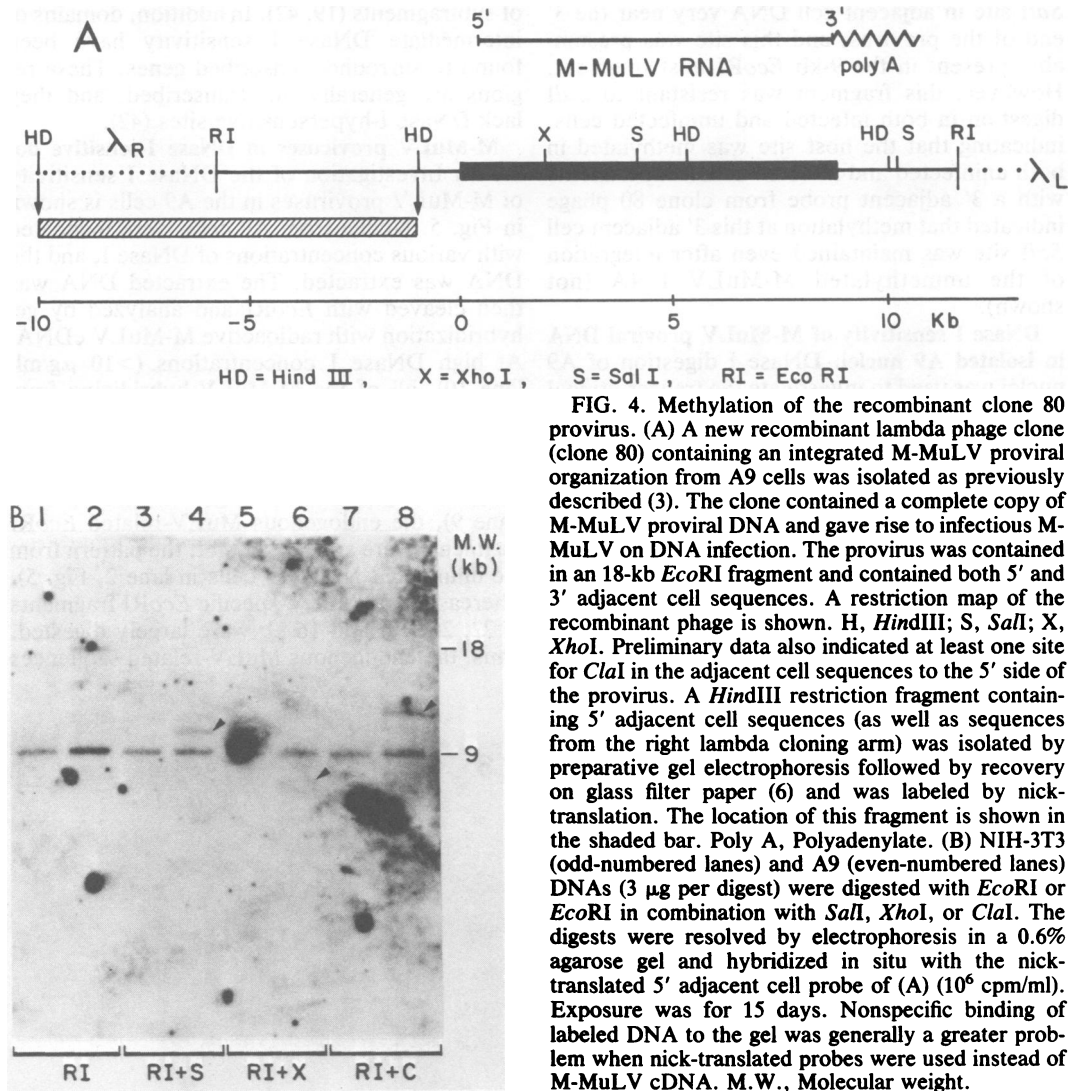 A
5'
3'
M-MuLV RNA
poly A
HD
λR
RI
HD
X
S
HD
HD
S
RI
λL
-10
-5
0
5
10
Kb
HD = Hind III
X = Xho I,
S = Sal I,
RI = Eco RI
FIG. 4. Methylation of the recombinant clone 80
provirus. (A) A new recombinant lambda phage clone
(clone 80) containing an integrated M-MuLV proviral
organization from A9 cells was isolated as previously
described (3). The clone contained a complete copy of
M-MuLV proviral DNA and gave rise to infectious M-
MuLV on DNA infection. The provirus was contained
in an 18-kb EcoRI fragment and contained both 5' and
3' adjacent cell sequences. A restriction map of the
recombinant phage is shown. H, HindIII; S, SalI; X,
XhoI. Preliminary data also indicated at least one site
for ClaI in the adjacent cell sequences to the 5' side of
the provirus. A HindIII restriction fragment contain-
ing 5' adjacent cell sequences (as well as sequences
from the right lambda cloning arm) was isolated by
preparative gel electrophoresis followed by recovery
on glass filter paper (6) and was labeled by nick-
translation. The location of this fragment is shown in
the shaded bar. Poly A, Polyadenylate. (B) NIH-3T3
(odd-numbered lanes) and A9 (even-numbered lanes)
DNAs (3 μg per digest) were digested with EcoRI or
EcoRI in combination with SalI, XhoI, or ClaI. The
digests were resolved by electrophoresis in a 0.6%
agarose gel and hybridized in situ with the nick-
translated 5' adjacent cell probe of (A) (10⁶ cpm/ml).
Exposure was for 15 days. Nonspecific binding of
labeled DNA to the gel was generally a greater prob-
lem when nick-translated probes were used instead of
M-MuLV cDNA. M.W., Molecular weight.
B 1 2 3 4 5 6 7 8
M.W.
(kb)
-18
-9
RI
RI+S
RI+X
RI+C